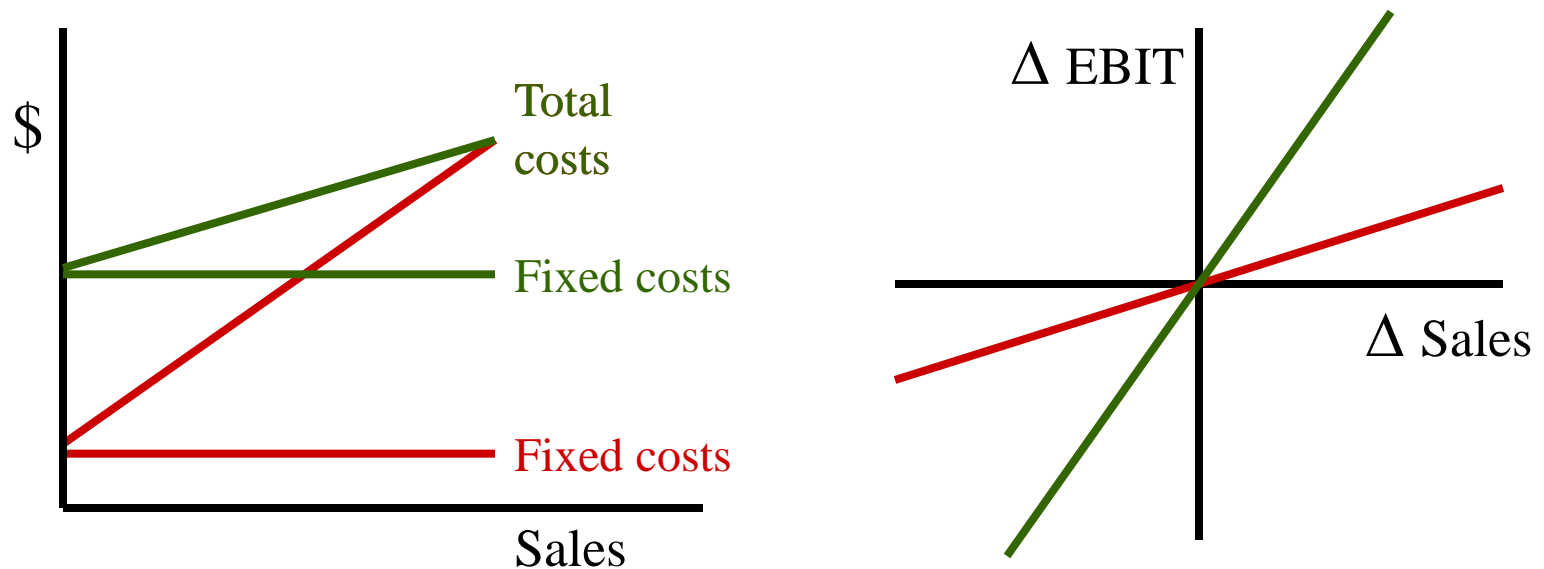 $
Total
costs
Fixed costs
Fixed costs
Sales
Δ EBIT
Δ Sales